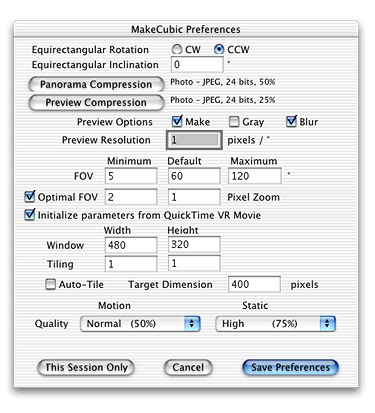 MakeCubic Preferences
Equirectangular Rotation CW CCW
Equirectangular Inclination 0 °
Panorama Compression Photo - JPEG, 24 bits, 50%
Preview Compression Photo - JPEG, 24 bits, 25%
Preview Options Make Gray Blur
Preview Resolution 1 pixels / °
Minimum Default Maximum
FOV 5 60 120 °
Optimal FOV 2 1 Pixel Zoom
Initialize parameters from QuickTime VR Movie
Width Height
Window 480 320
Tiling 1 1
Auto-Tile Target Dimension 400 pixels
Motion Static
Quality Normal (50%) High (75%)
This Session Only Cancel Save Preferences